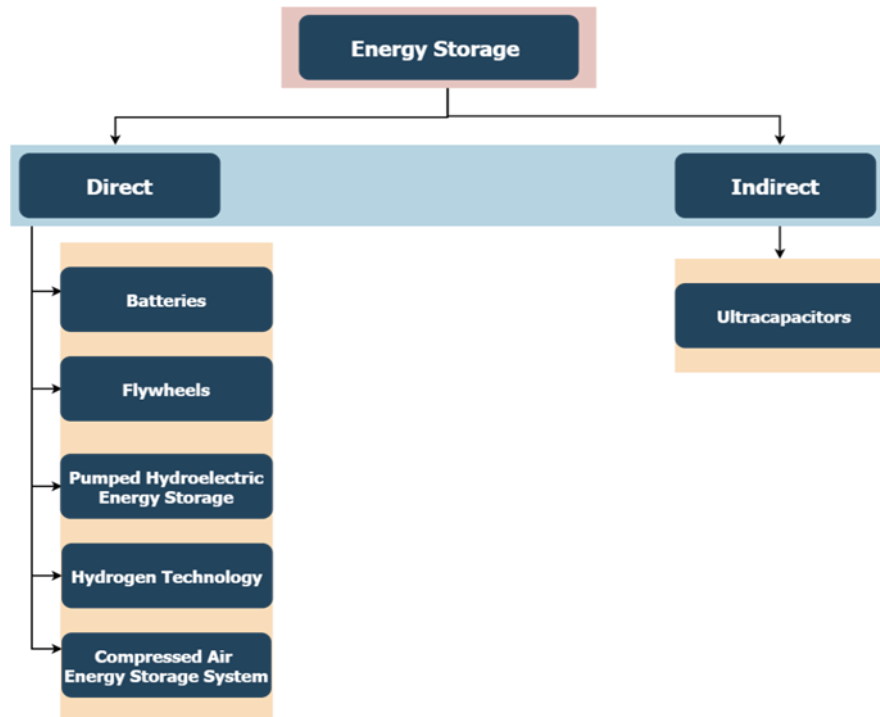 Energy Storage
Direct
Indirect
Batteries
Ultracapacitors
Flywheels
Pumped Hydroelectric
Energy Storage
Hydrogen Technology
Compressed Air
Energy Storage System